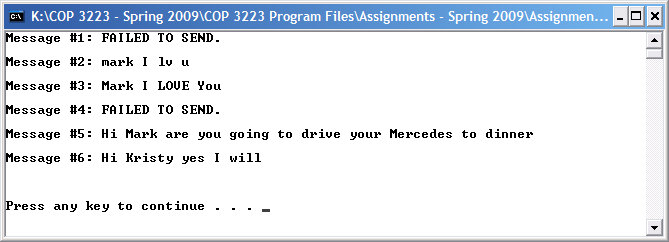 K:\COP 3223 - Spring 2009\COP 3223 Program Files\Assignments - Spring 2009\Assignmen...
Message #1: FAILED TO SEND.
Message #2: mark I lv u
Message #3: Mark I LOVE You
Message #4: FAILED TO SEND.
Message #5: Hi Mark are you going to drive your Mercedes to dinner
Message #6: Hi Kristy yes I will
Press any key to continue . . . _